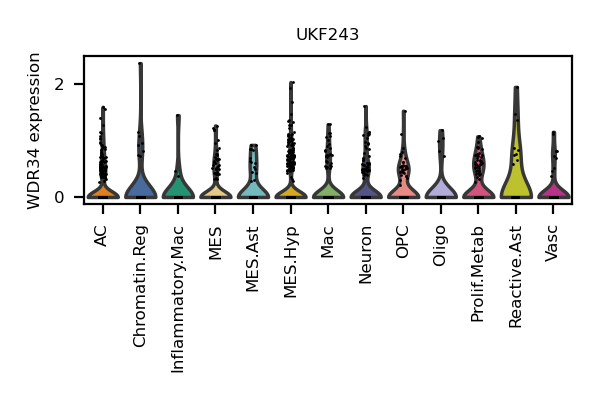 UKF243
WDR34 expression
2
0
AC
Chromatin.Reg
Inflammatory.Mac
MES
MES.Ast
MES.Hyp
Mac
Neuron
OPC
Oligo
Prolif.Metab
Reactive.Ast
Vasc